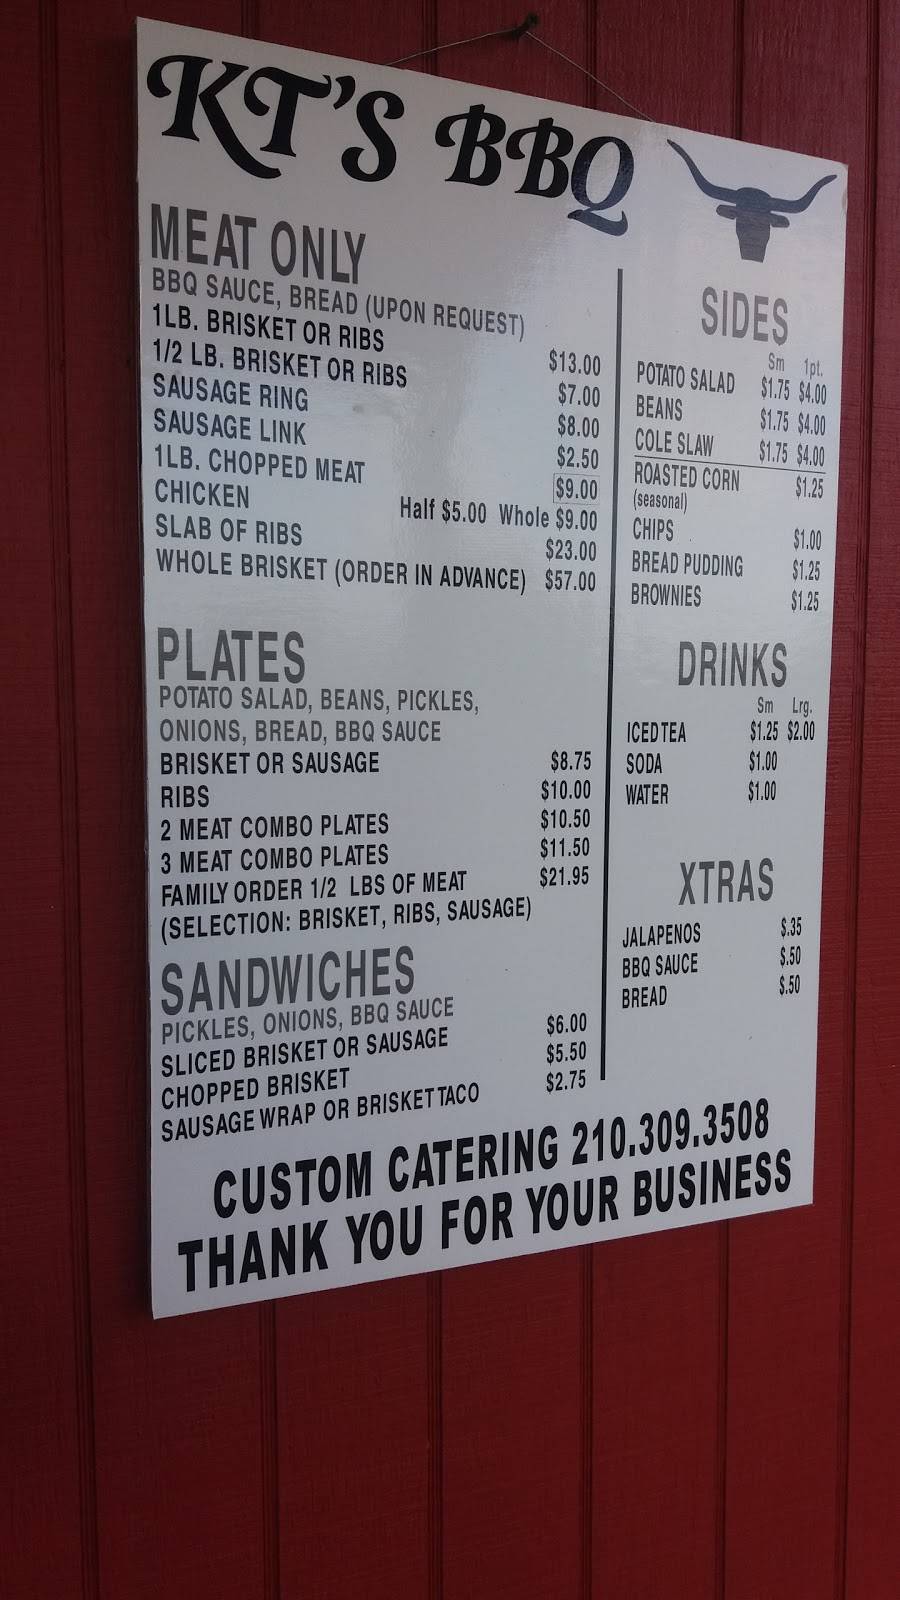 KT'S BBQ
MEAT ONLY
BBQ SAUCE, BREAD (UPON REQUEST)
1LB. BRISKET OR RIBS $13.00
1/2 LB. BRISKET OR RIBS $7.00
SAUSAGE RING $8.00
SAUSAGE LINK $2.50
1LB. CHOPPED MEAT $9.00
CHICKEN Half $5.00 Whole $9.00
SLAB OF RIBS $23.00
WHOLE BRISKET (ORDER IN ADVANCE) $57.00
PLATES
POTATO SALAD, BEANS, PICKLES,
ONIONS, BREAD, BBQ SAUCE
BRISKET OR SAUSAGE $8.75
RIBS $10.00
2 MEAT COMBO PLATES $10.50
3 MEAT COMBO PLATES $11.50
FAMILY ORDER 1/2 LBS OF MEAT $21.95
(SELECTION: BRISKET, RIBS, SAUSAGE)
SANDWICHES
PICKLES, ONIONS, BBQ SAUCE
SLICED BRISKET OR SAUSAGE $6.00
CHOPPED BRISKET $5.50
SAUSAGE WRAP OR BRISKET TACO $2.75
SIDES
Sm 1pt.
POTATO SALAD $1.75 $4.00
BEANS $1.75 $4.00
COLE SLAW $1.75 $4.00
ROASTED CORN $1.25
(seasonal)
CHIPS $1.00
BREAD PUDDING $1.25
BROWNIES $1.25
DRINKS
Sm Lrg.
ICED TEA $1.25 $2.00
SODA $1.00
WATER $1.00
XTRAS
JALAPENOS $.35
BBQ SAUCE $.50
BREAD $.50
CUSTOM CATERING 210.309.3508
THANK YOU FOR YOUR BUSINESS